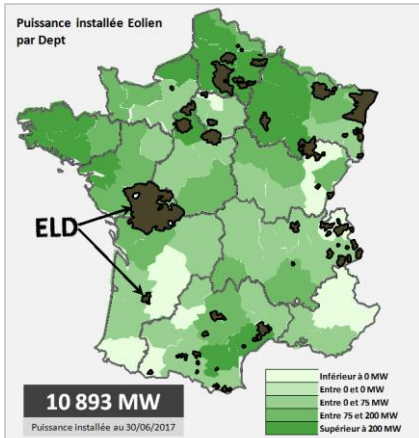 Puissance installée Eolien
par Dept
ELD
10 893 MW
Puissance installée au 30/06/2017
Inférieur à 0 MW
Entre 0 et 0 MW
Entre 0 et 75 MW
Entre 75 et 200 MW
Supérieur à 200 MW